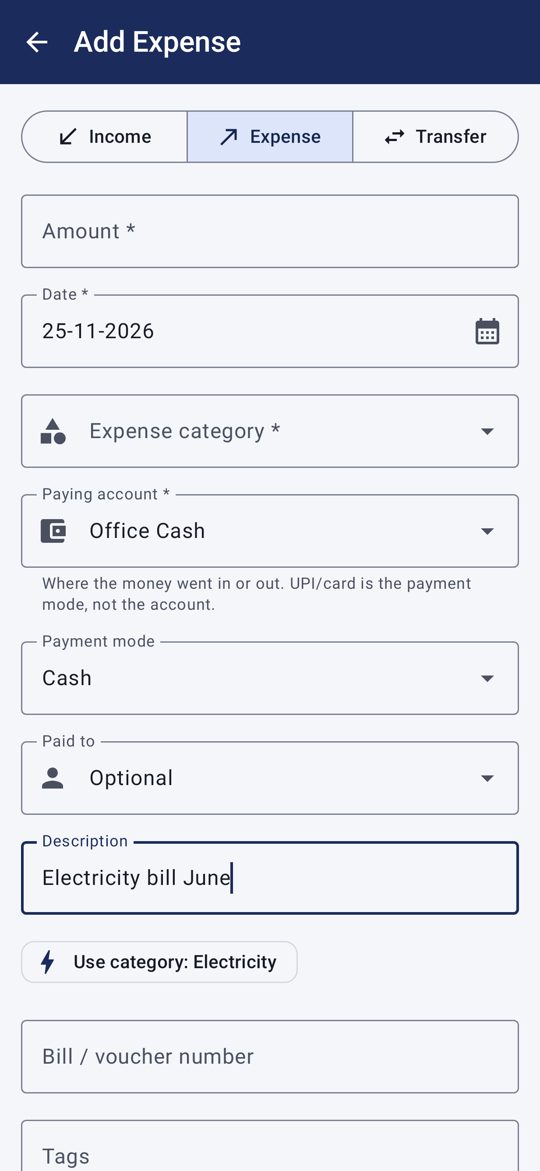 Add Expense
Income
Expense
Transfer
Amount *
Date *
25-11-2026
Expense category *
Paying account *
Office Cash
Where the money went in or out. UPI/card is the payment
mode, not the account.
Payment mode
Cash
Paid to
Optional
Description
Electricity bill June
Use category: Electricity
Bill / voucher number
Tags